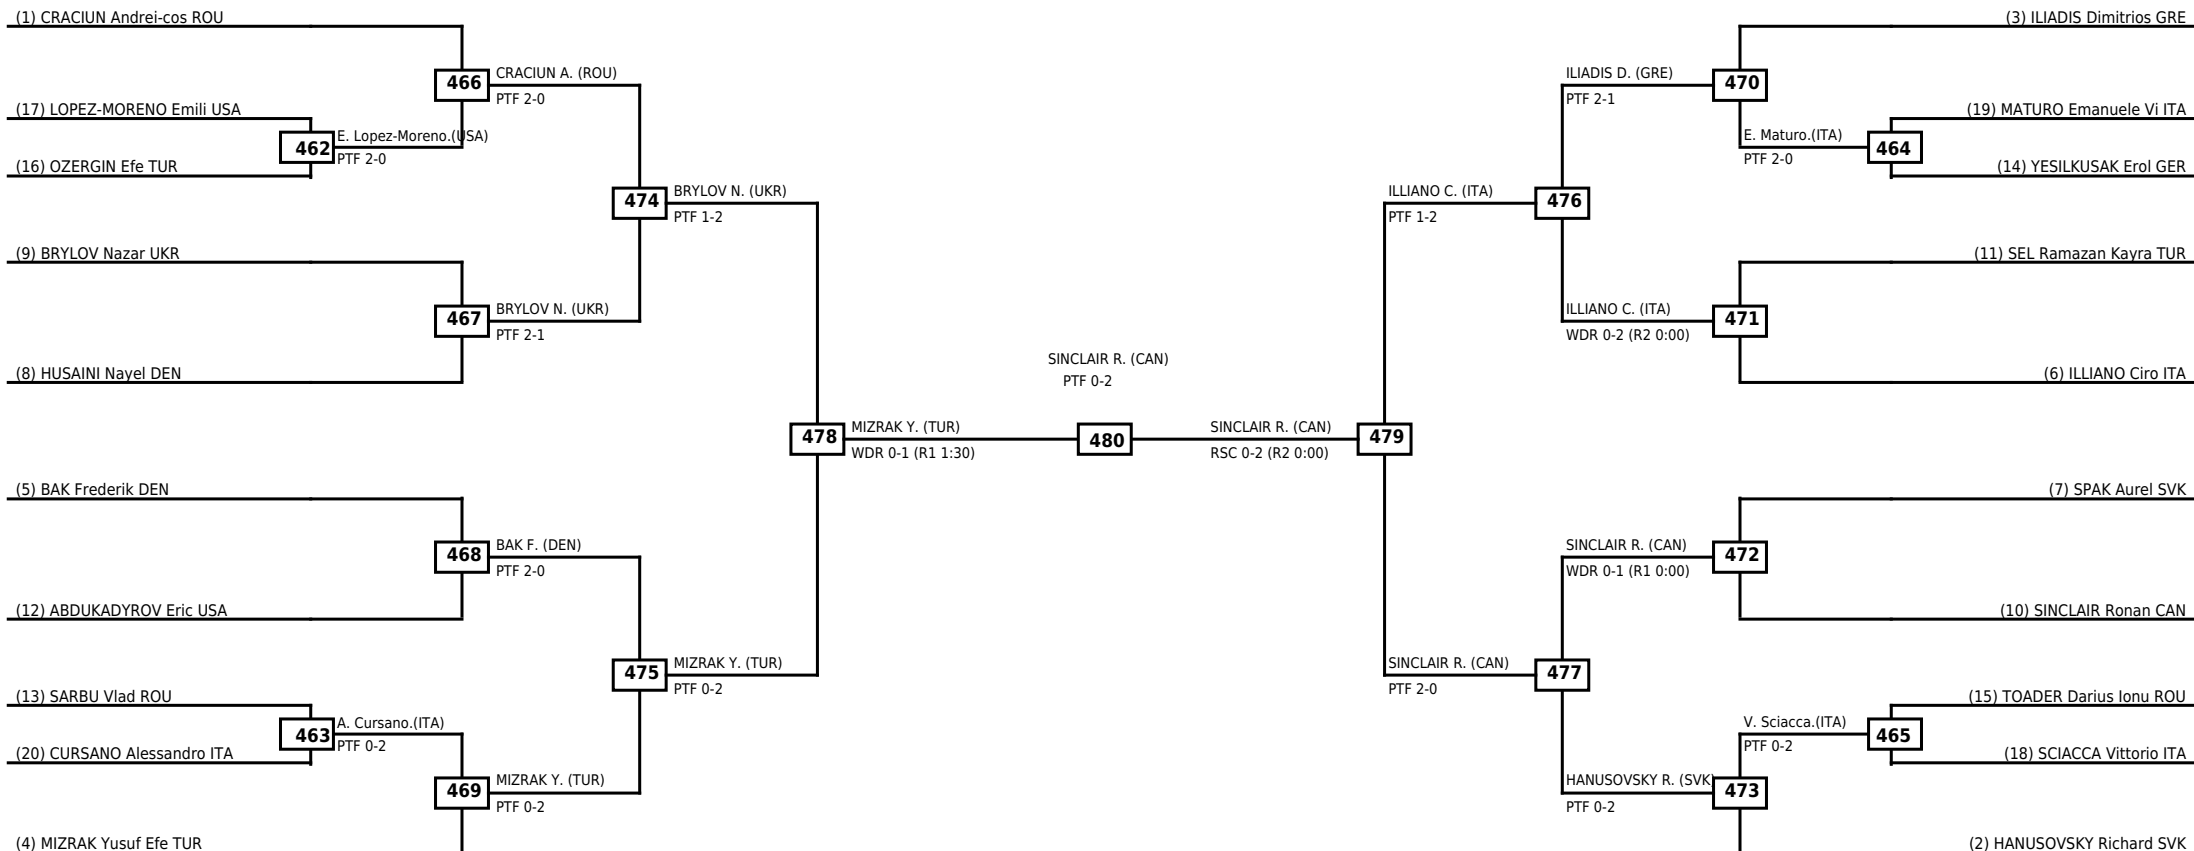 (1) CRACIUN Andrei-cos ROU
(3) ILIADIS Dimitrios GRE
466
CRACIUN A. (ROU)
PTF 2-0
ILIADIS D. (GRE)
PTF 2-1
470
(17) LOPEZ-MORENO Emili USA
(19) MATURO Emanuele Vi ITA
462
E. Lopez-Moreno.(USA)
PTF 2-0
E. Maturo.(ITA)
PTF 2-0
464
(16) OZERGIN Efe TUR
(14) YESILKUSAK Erol GER
474
BRYLOV N. (UKR)
PTF 1-2
ILLIANO C. (ITA)
PTF 1-2
476
(9) BRYLOV Nazar UKR
(11) SEL Ramazan Kayra TUR
467
BRYLOV N. (UKR)
PTF 2-1
ILLIANO C. (ITA)
WDR 0-2 (R2 0:00)
471
SINCLAIR R. (CAN)
PTF 0-2
(8) HUSAINI Nayel DEN
(6) ILLIANO Ciro ITA
478
MIZRAK Y. (TUR)
WDR 0-1 (R1 1:30)
480
SINCLAIR R. (CAN)
RSC 0-2 (R2 0:00)
479
(5) BAK Frederik DEN
(7) SPAK Aurel SVK
468
BAK F. (DEN)
PTF 2-0
SINCLAIR R. (CAN)
WDR 0-1 (R1 0:00)
472
(12) ABDUKADYROV Eric USA
(10) SINCLAIR Ronan CAN
475
MIZRAK Y. (TUR)
PTF 0-2
SINCLAIR R. (CAN)
PTF 2-0
477
(13) SARBU Vlad ROU
(15) TOADER Darius Ionu ROU
463
A. Cursano.(ITA)
PTF 0-2
V. Sciacca.(ITA)
PTF 0-2
465
(20) CURSANO Alessandro ITA
(18) SCIACCA Vittorio ITA
469
MIZRAK Y. (TUR)
PTF 0-2
HANUSOVSKY R. (SVK
PTF 0-2
473
(4) MIZRAK Yusuf Efe TUR
(2) HANUSOVSKY Richard SVK